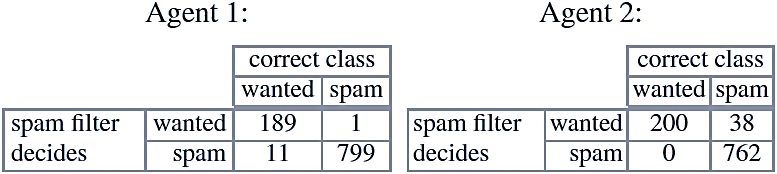 Agent 1:
correct class
wanted spam
spam filter wanted 189 1
decides spam 11 799
Agent 2:
correct class
wanted spam
spam filter wanted 200 38
decides spam 0 762